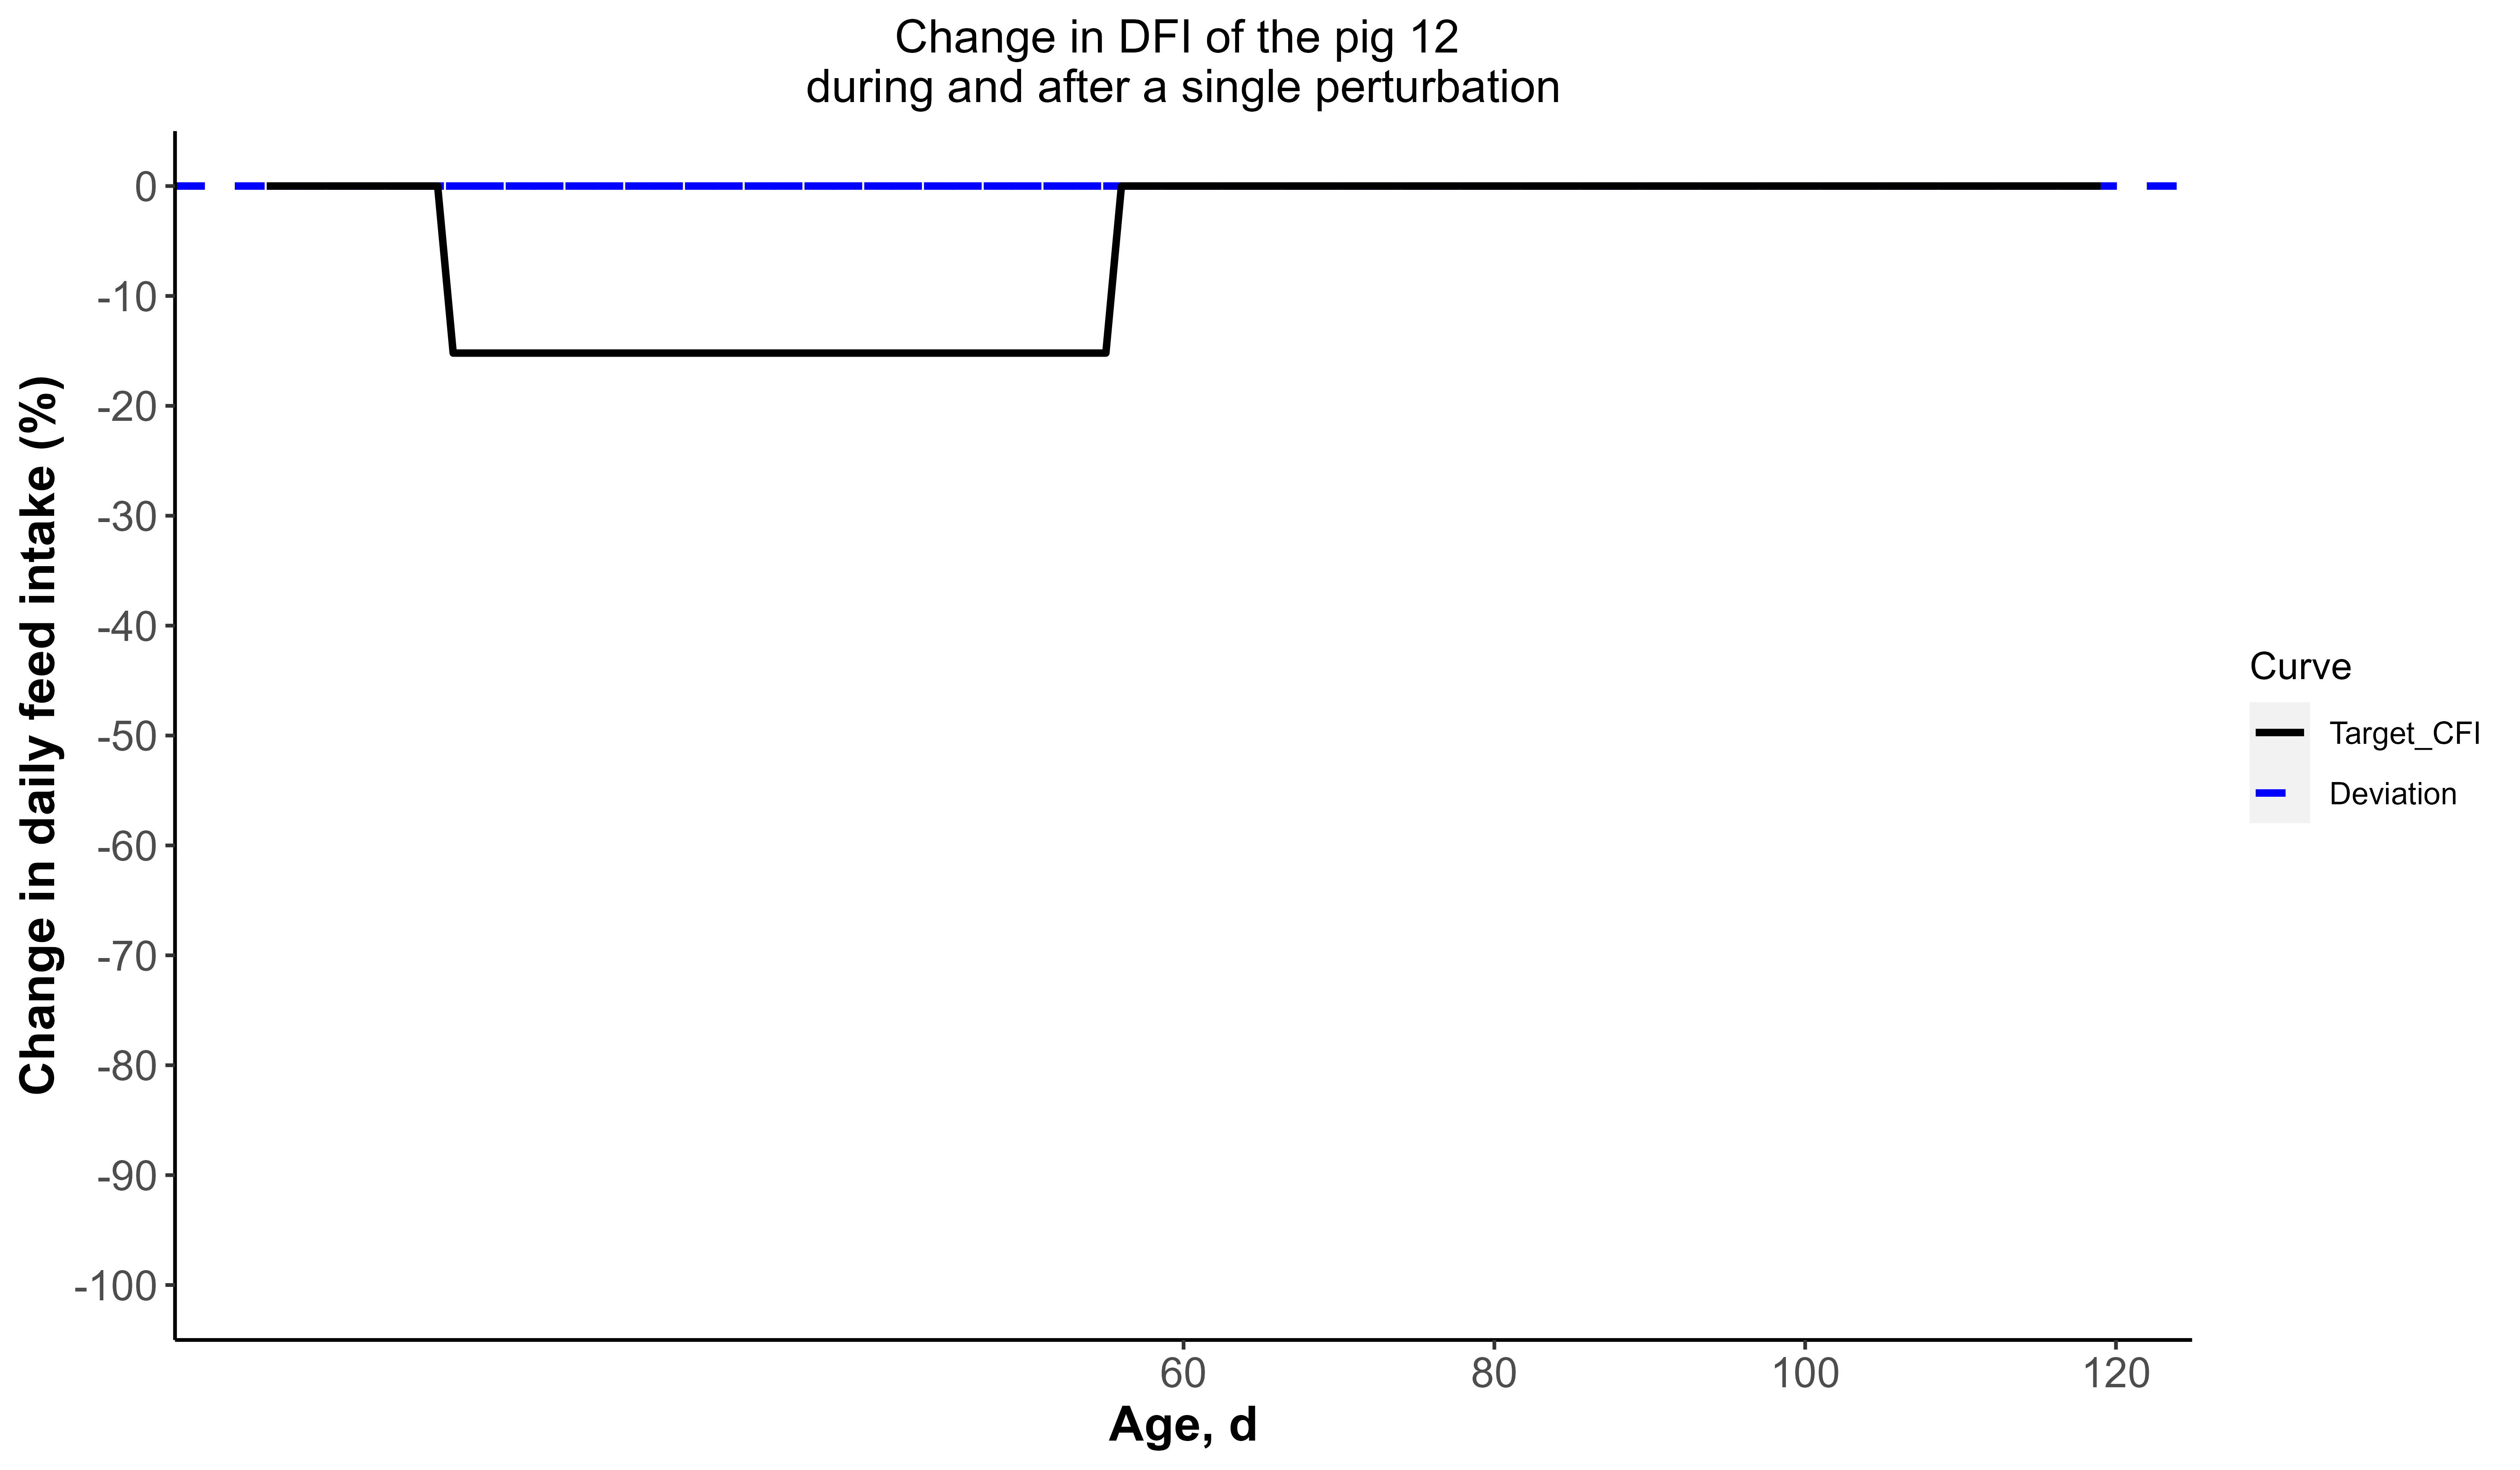 Change in DFI of the pig 12
during and after a single perturbation
Change in daily feed intake (%)
0
-10
-20
-30
-40
-50
-60
-70
-80
-90
-100
60
80
100
120
Age, d
Curve
Target_CFI
Deviation